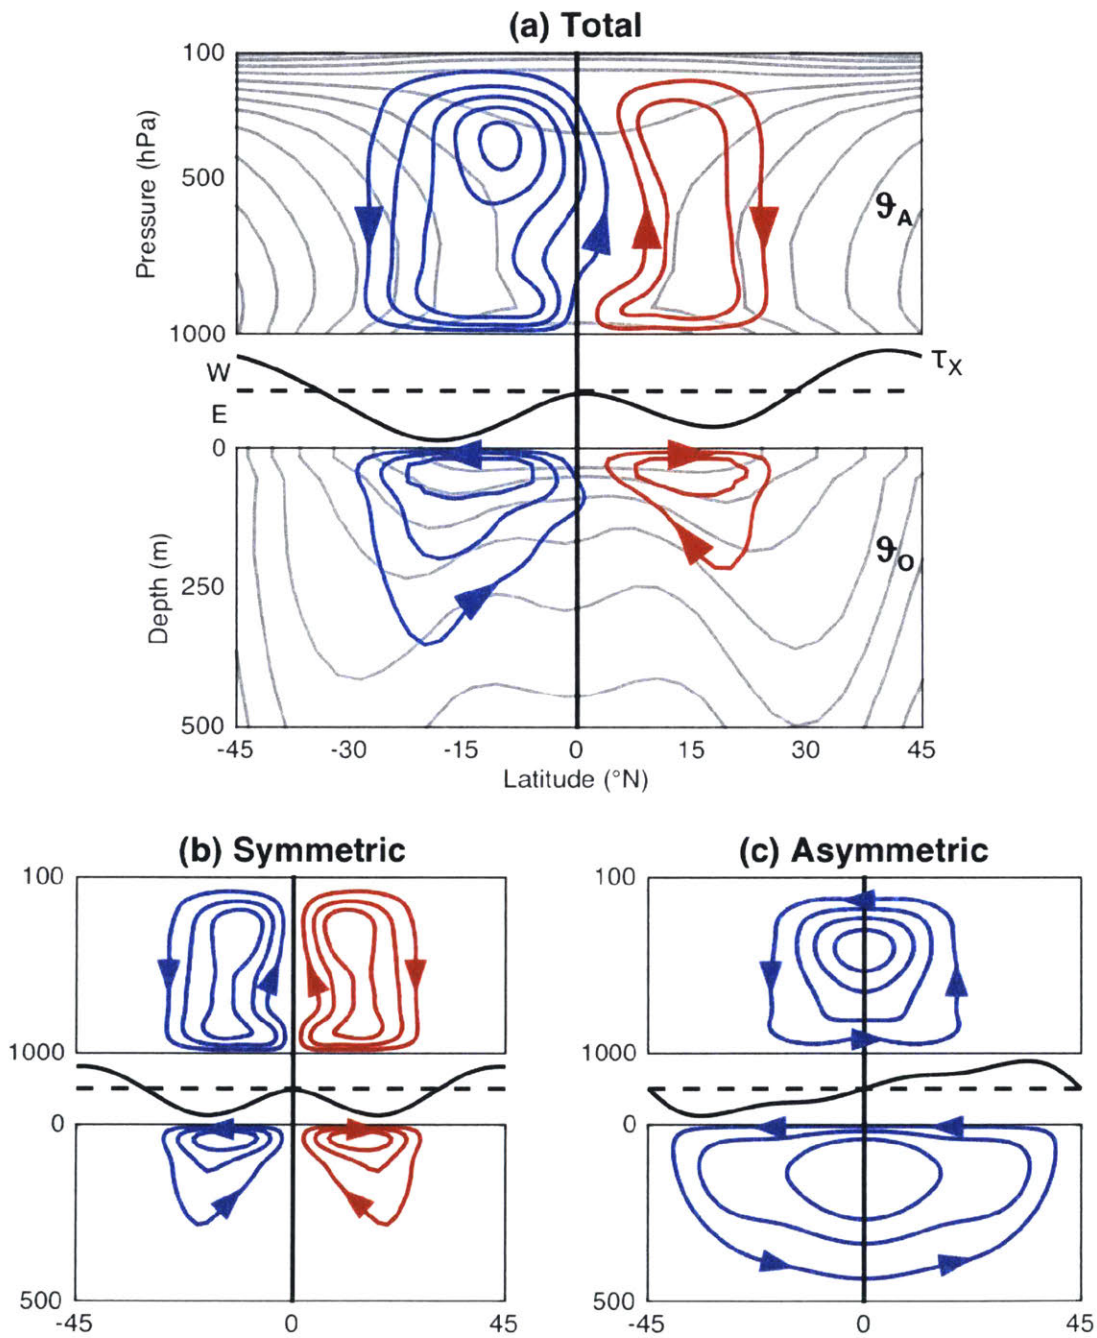 (a) Total
100
Pressure (hPa)
500
ϑA
1000
W
τX
E
0
Depth (m)
250
ϑO
500
-45 -30 -15 0 15 30 45
Latitude (°N)
(b) Symmetric
(c) Asymmetric
100
100
1000
1000
0
0
500
500
-45 0 45
-45 0 45